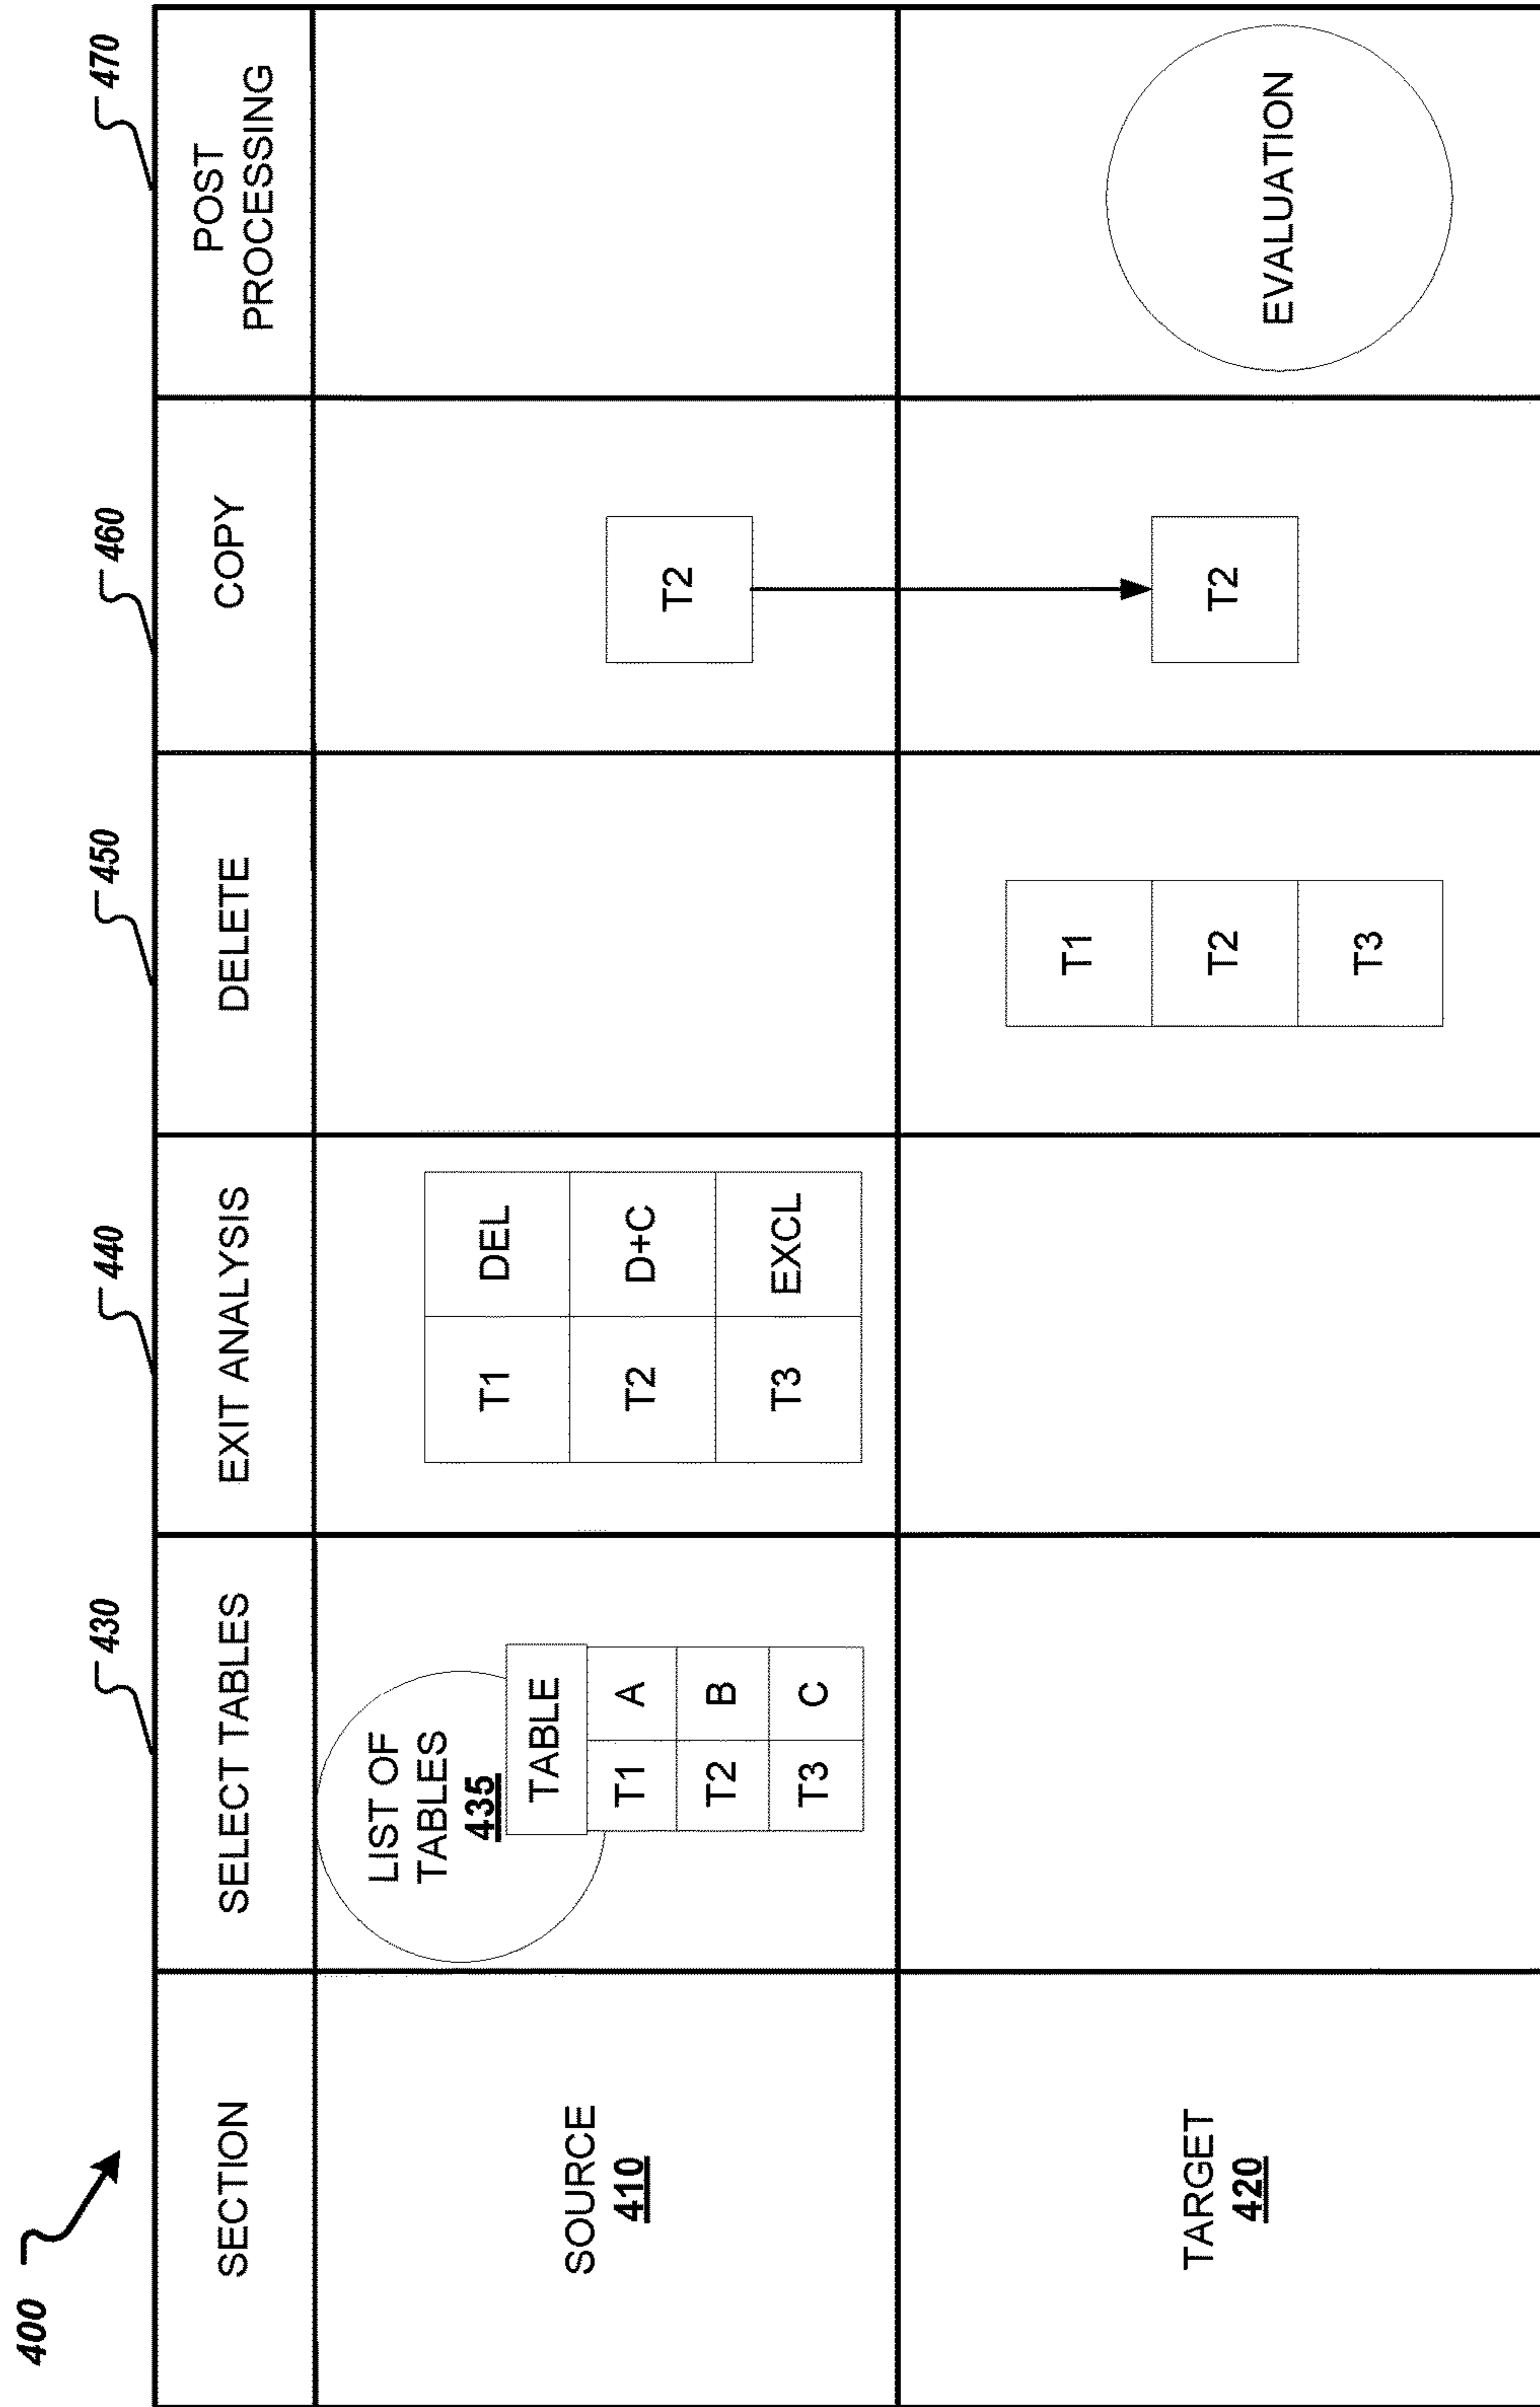 400
430
440
450
460
470
SECTION
SELECT TABLES
EXIT ANALYSIS
DELETE
COPY
POST
PROCESSING
SOURCE
410
LIST OF
TABLES
435
TABLE
T1 A
T2 B
T3 C
T1 DEL
T2 D+C
T3 EXCL
T2
TARGET
420
T1
T2
T3
T2
EVALUATION